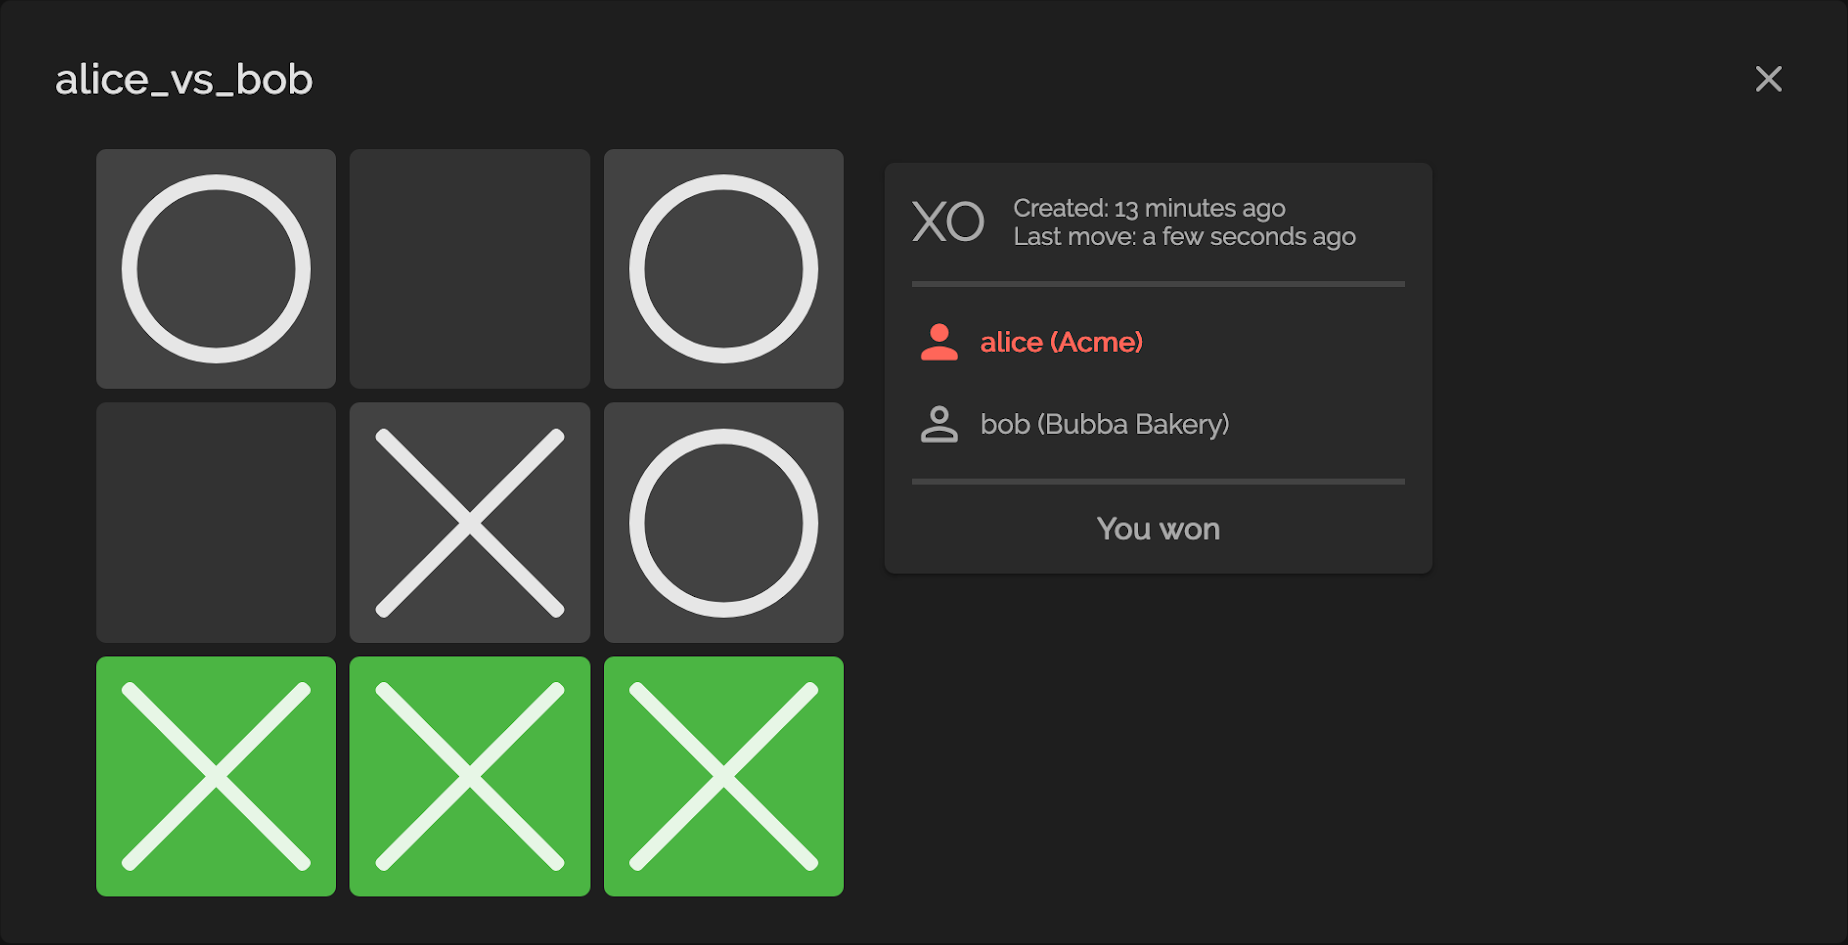 alice_vs_bob
XO
Created: 13 minutes ago
Last move: a few seconds ago
alice (Acme)
bob (Bubba Bakery)
You won